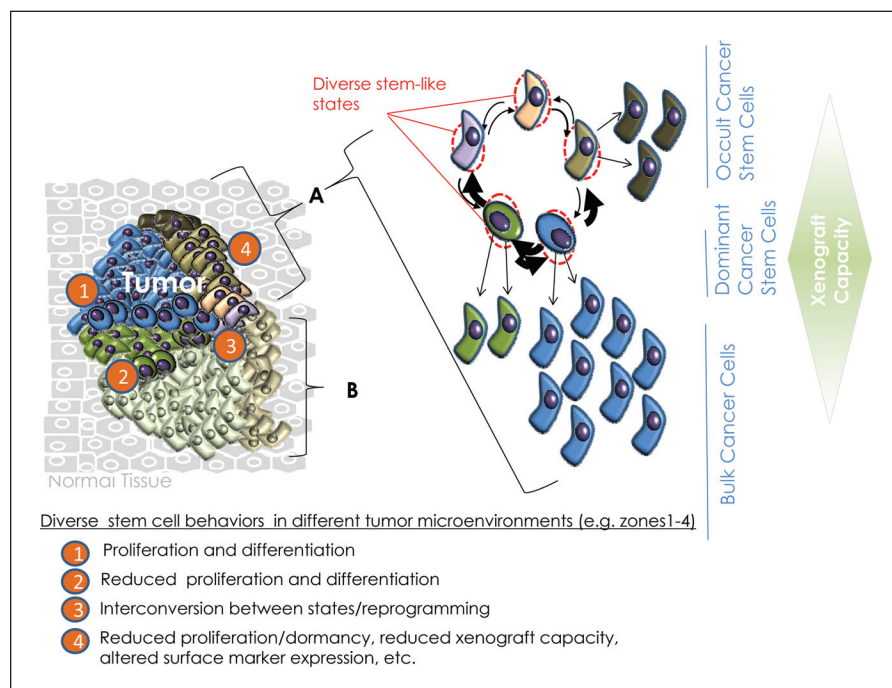 Diverse stem-like
states
A
4
Tumor
1
3
2
B
Normal Tissue
Occult Cancer
Stem Cells
Dominant
Cancer
Stem Cells
Bulk Cancer Cells
Xenograft
Capacity
Diverse stem cell behaviors in different tumor microenvironments (e.g. zones1-4)
1 Proliferation and differentiation
2 Reduced proliferation and differentiation
3 Interconversion between states/reprogramming
4 Reduced proliferation/dormancy, reduced xenograft capacity,
altered surface marker expression, etc.